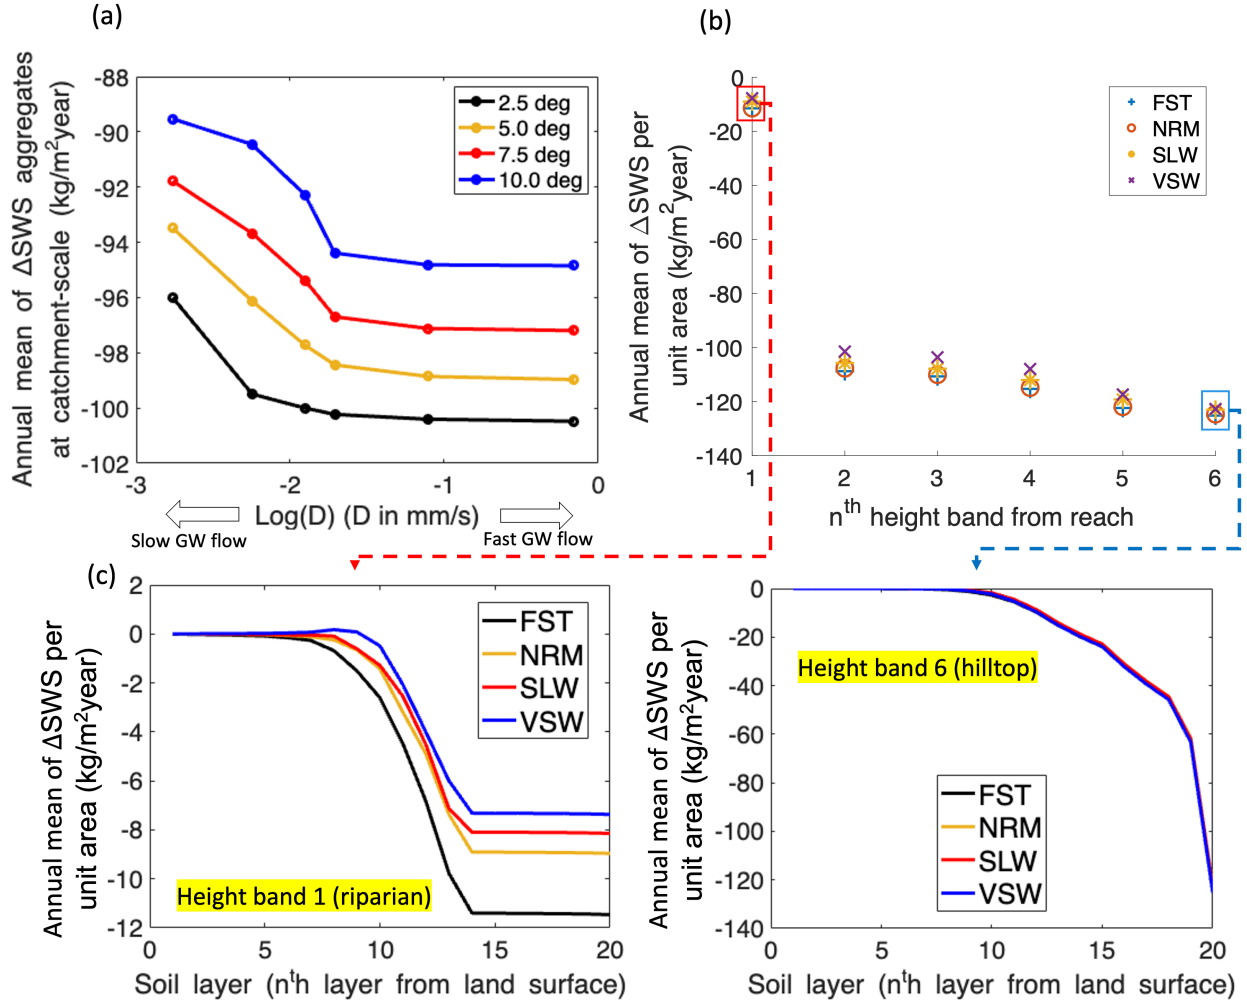 (a)
Annual mean of ΔSWS aggregates
at catchment-scale (kg/m²year)
-88
-90
-92
-94
-96
-98
-100
-102
2.5 deg
5.0 deg
7.5 deg
10.0 deg
-3
-2
-1
0
Slow GW flow
Log(D) (D in mm/s)
Fast GW flow
(b)
Annual mean of ΔSWS per
unit area (kg/m²year)
0
-20
-40
-60
-80
-100
-120
-140
FST
NRM
SLW
VSW
1
2
3
4
5
6
nᵗʰ height band from reach
(c)
Annual mean of ΔSWS per
unit area (kg/m²year)
2
0
-2
-4
-6
-8
-10
-12
FST
NRM
SLW
VSW
Height band 1 (riparian)
0
5
10
15
20
Soil layer (nᵗh layer from land surface)
Annual mean of ΔSWS per
unit area (kg/m²year)
0
-20
-40
-60
-80
-100
-120
-140
Height band 6 (hilltop)
FST
NRM
SLW
VSW
0
5
10
15
20
Soil layer (nᵗh layer from land surface)